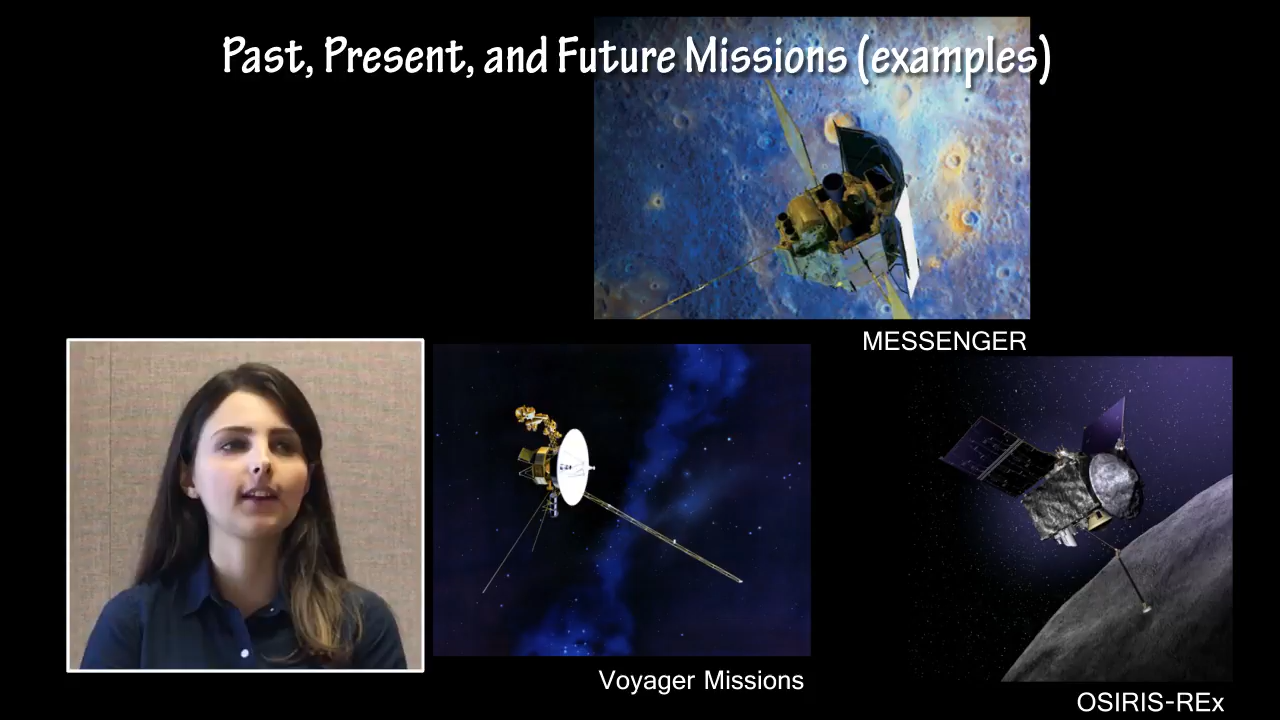 Past, Present, and Future Missions (examples)
MESSENGER
Voyager Missions
OSIRIS-REx